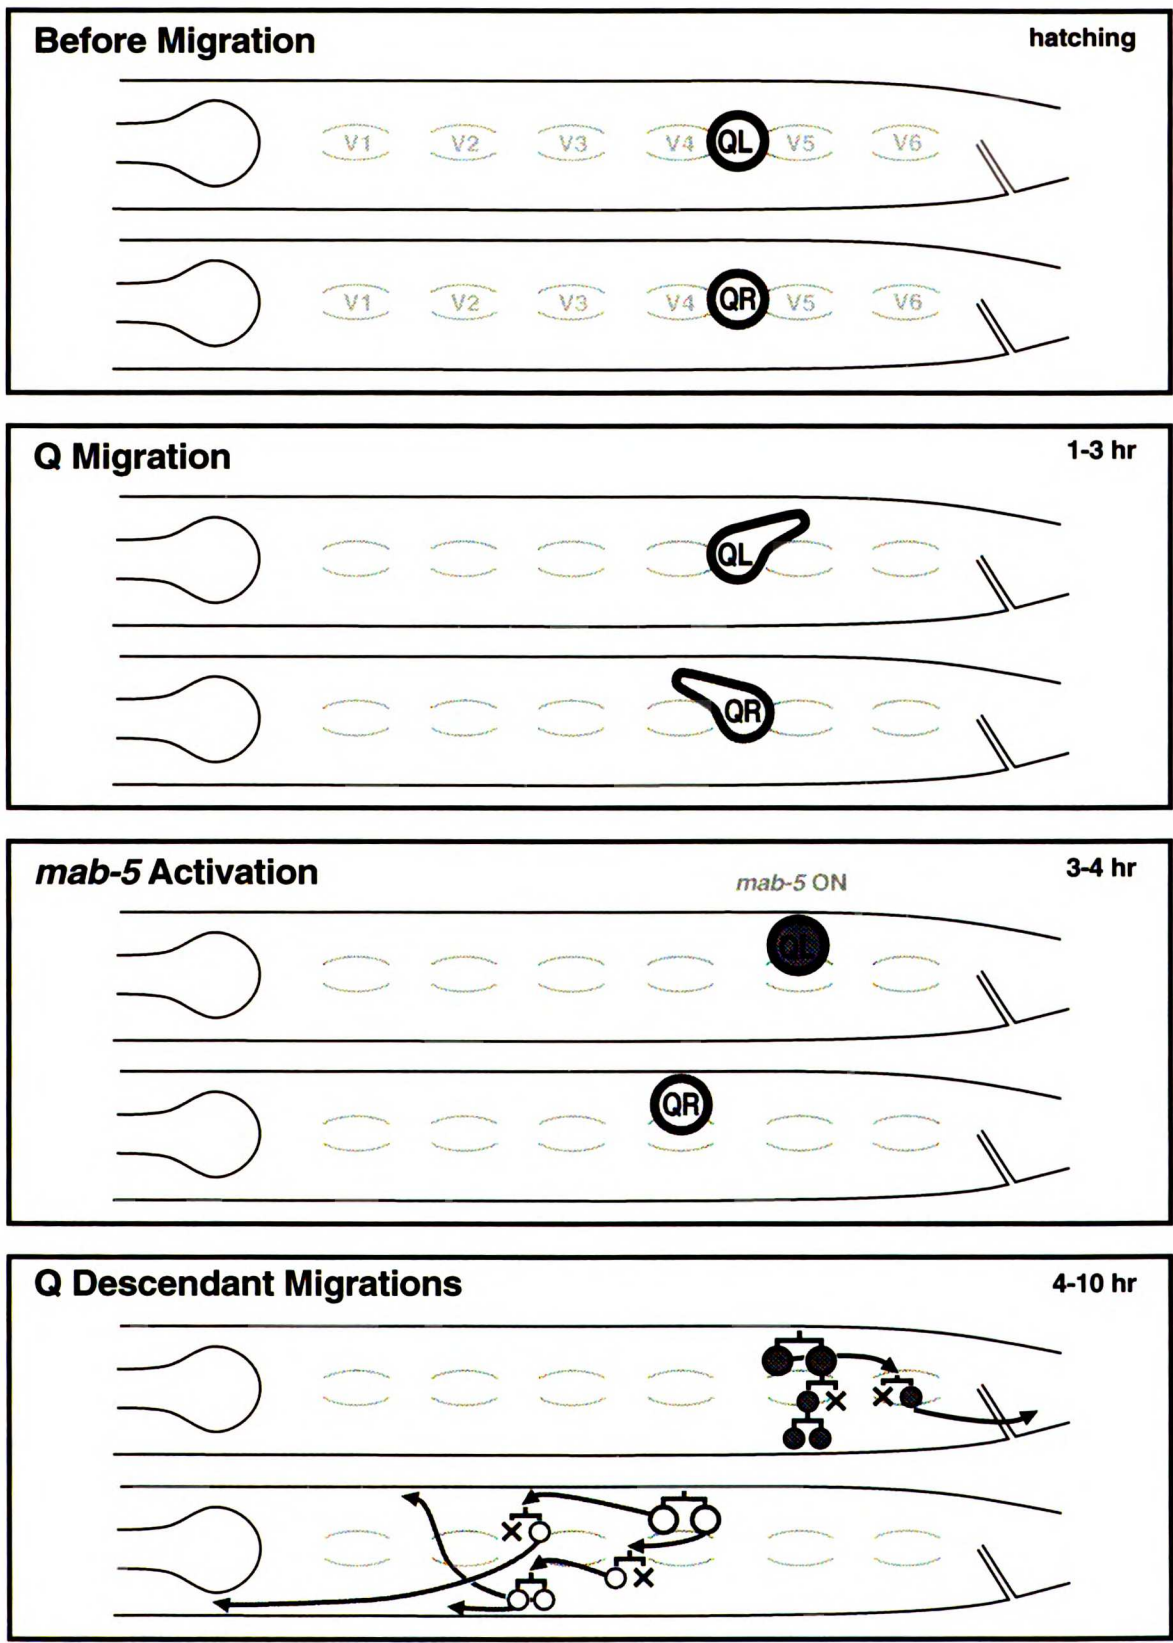 Before Migration
hatching
V1 V2 V3 V4 QL V5 V6
V1 V2 V3 V4 QR V5 V6
Q Migration
1-3 hr
QL
QR
mab-5 Activation
3-4 hr
mab-5 ON
QL
QR
Q Descendant Migrations
4-10 hr